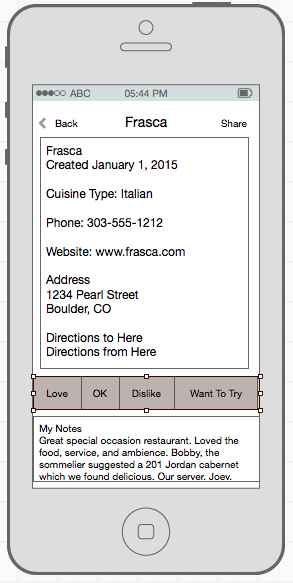 ABC 05:44 PM
Back Frasca Share
Frasca
Created January 1, 2015
Cuisine Type: Italian
Phone: 303-555-1212
Website: www.frasca.com
Address
1234 Pearl Street
Boulder, CO
Directions to Here
Directions from Here
Love OK Dislike Want To Try
My Notes
Great special occasion restaurant. Loved the
food, service, and ambience. Bobby, the
sommelier suggested a 201 Jordan cabernet
which we found delicious. Our server. Joey.